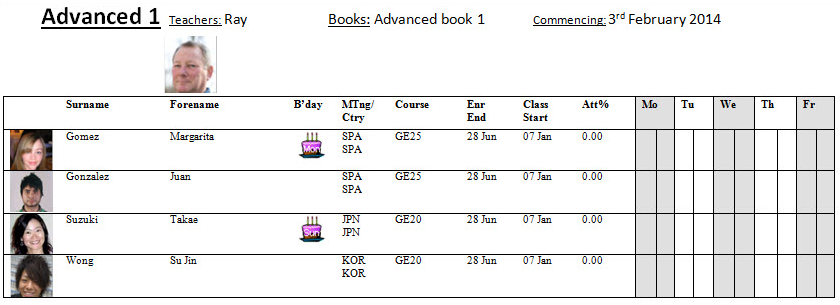 Advanced 1 Teachers: Ray Books: Advanced book 1 Commencing: 3rd February 2014
Surname Forename B'day MTng/ Ctry Course Enr End Class Start Att% Mo Tu We Th Fr
Gomez Margarita Mon SPA SPA GE25 28 Jun 07 Jan 0.00
Gonzalez Juan SPA SPA GE25 28 Jun 07 Jan 0.00
Suzuki Takae Sun JPN JPN GE20 28 Jun 07 Jan 0.00
Wong Su Jin KOR KOR GE20 28 Jun 07 Jan 0.00